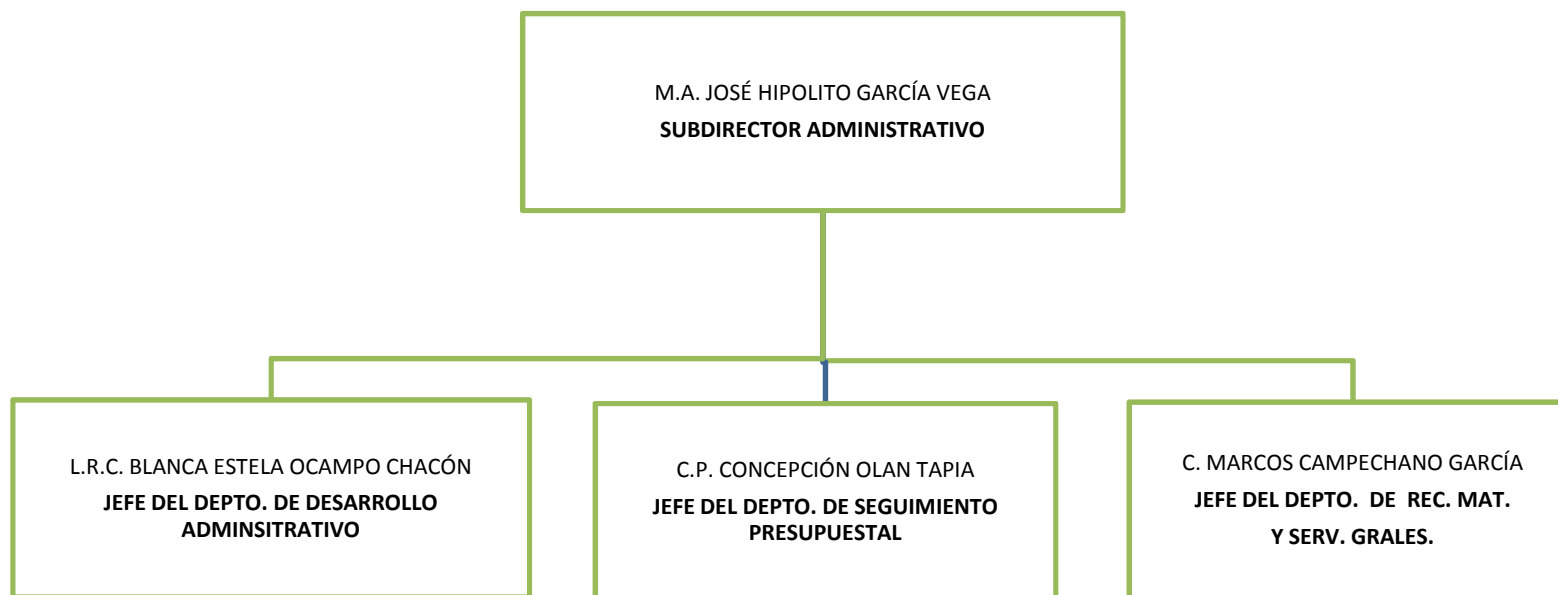 M.A. JOSÉ HIPOLITO GARCÍA VEGA
SUBDIRECTOR ADMINISTRATIVO
L.R.C. BLANCA ESTELA OCAMPO CHACÓN
JEFE DEL DEPTO. DE DESARROLLO
ADMINSITRATIVO
C.P. CONCEPCIÓN OLAN TAPIA
JEFE DEL DEPTO. DE SEGUIMIENTO
PRESUPUESTAL
C. MARCOS CAMPECHANO GARCÍA
JEFE DEL DEPTO. DE REC. MAT.
Y SERV. GRALES.